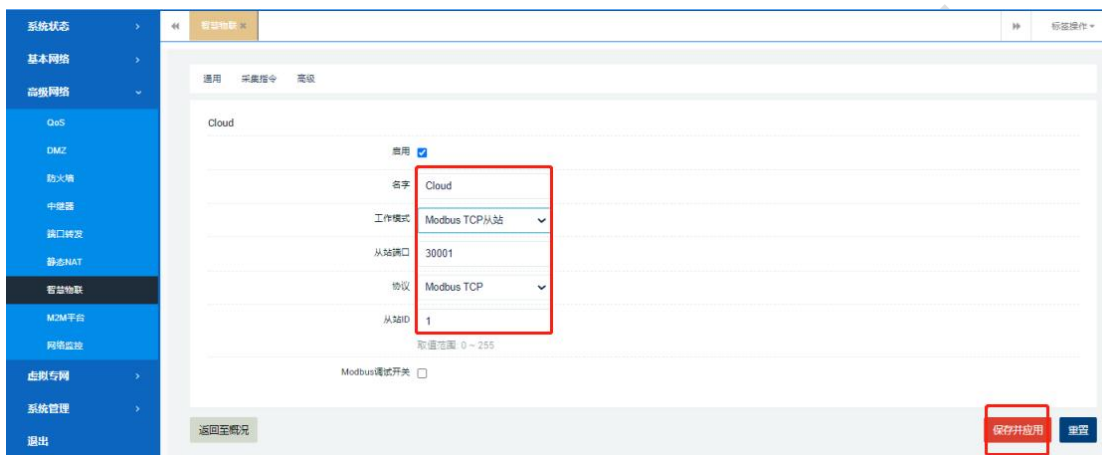 系统状态
智慧物联
标签操作
基本网络
通用 采集指令 高级
高级网络
QoS
DMZ
防火墙
中继器
端口转发
静态NAT
智慧物联
M2M平台
网络监控
虚拟专网
系统管理
退出
Cloud
启用
名字 Cloud
工作模式 Modbus TCP从站
从站端口 30001
协议 Modbus TCP
从站ID 1
取值范围: 0 ~ 255
Modbus调试开关
返回至概况
保存并应用 重置